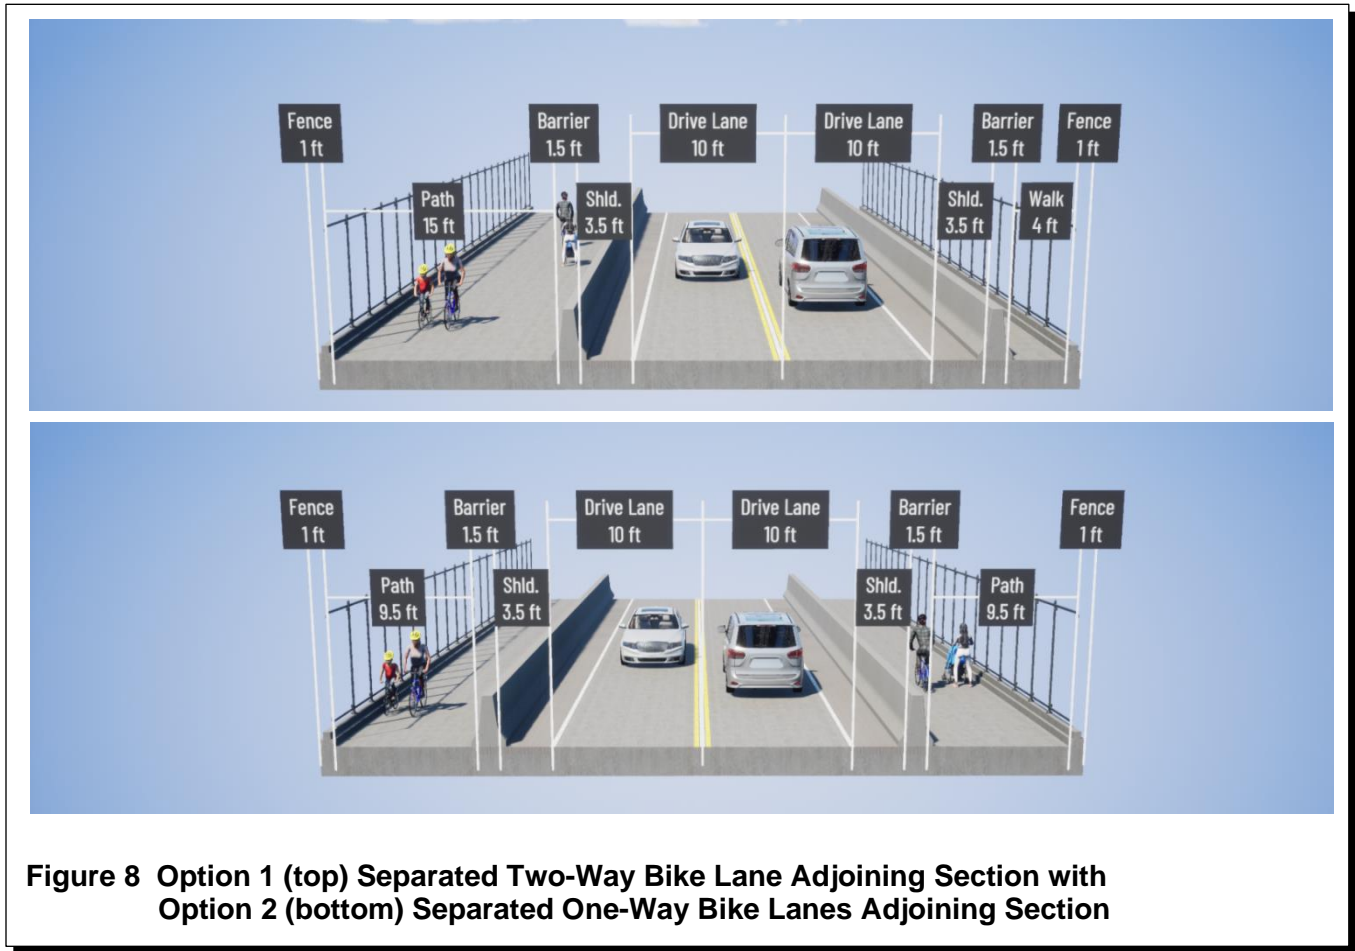 Fence
1 ft
Barrier
1.5 ft
Drive Lane
10 ft
Drive Lane
10 ft
Barrier
1.5 ft
Fence
1 ft
Path
15 ft
Shld.
3.5 ft
Shld.
3.5 ft
Walk
4 ft
Fence
1 ft
Barrier
1.5 ft
Drive Lane
10 ft
Drive Lane
10 ft
Barrier
1.5 ft
Fence
1 ft
Path
9.5 ft
Shld.
3.5 ft
Shld.
3.5 ft
Path
9.5 ft
Figure 8 Option 1 (top) Separated Two-Way Bike Lane Adjoining Section with
Option 2 (bottom) Separated One-Way Bike Lanes Adjoining Section